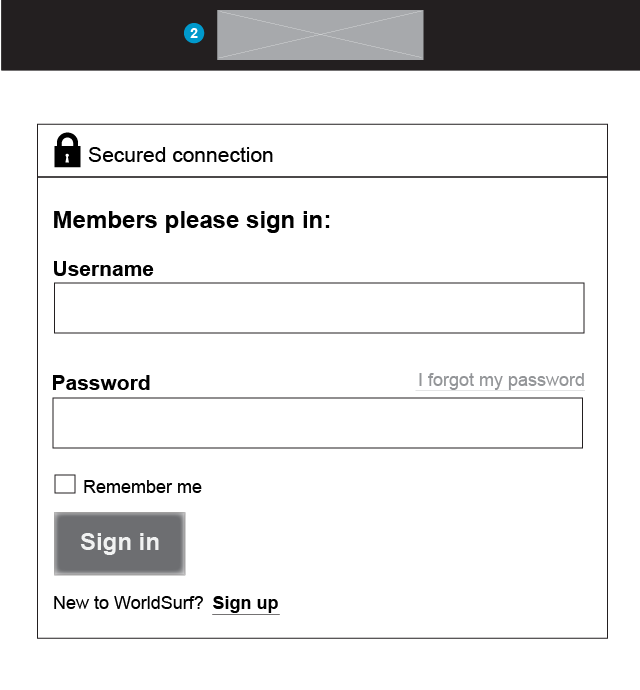 2
Secured connection
Members please sign in:
Username
Password I forgot my password
Remember me
Sign in
New to WorldSurf? Sign up